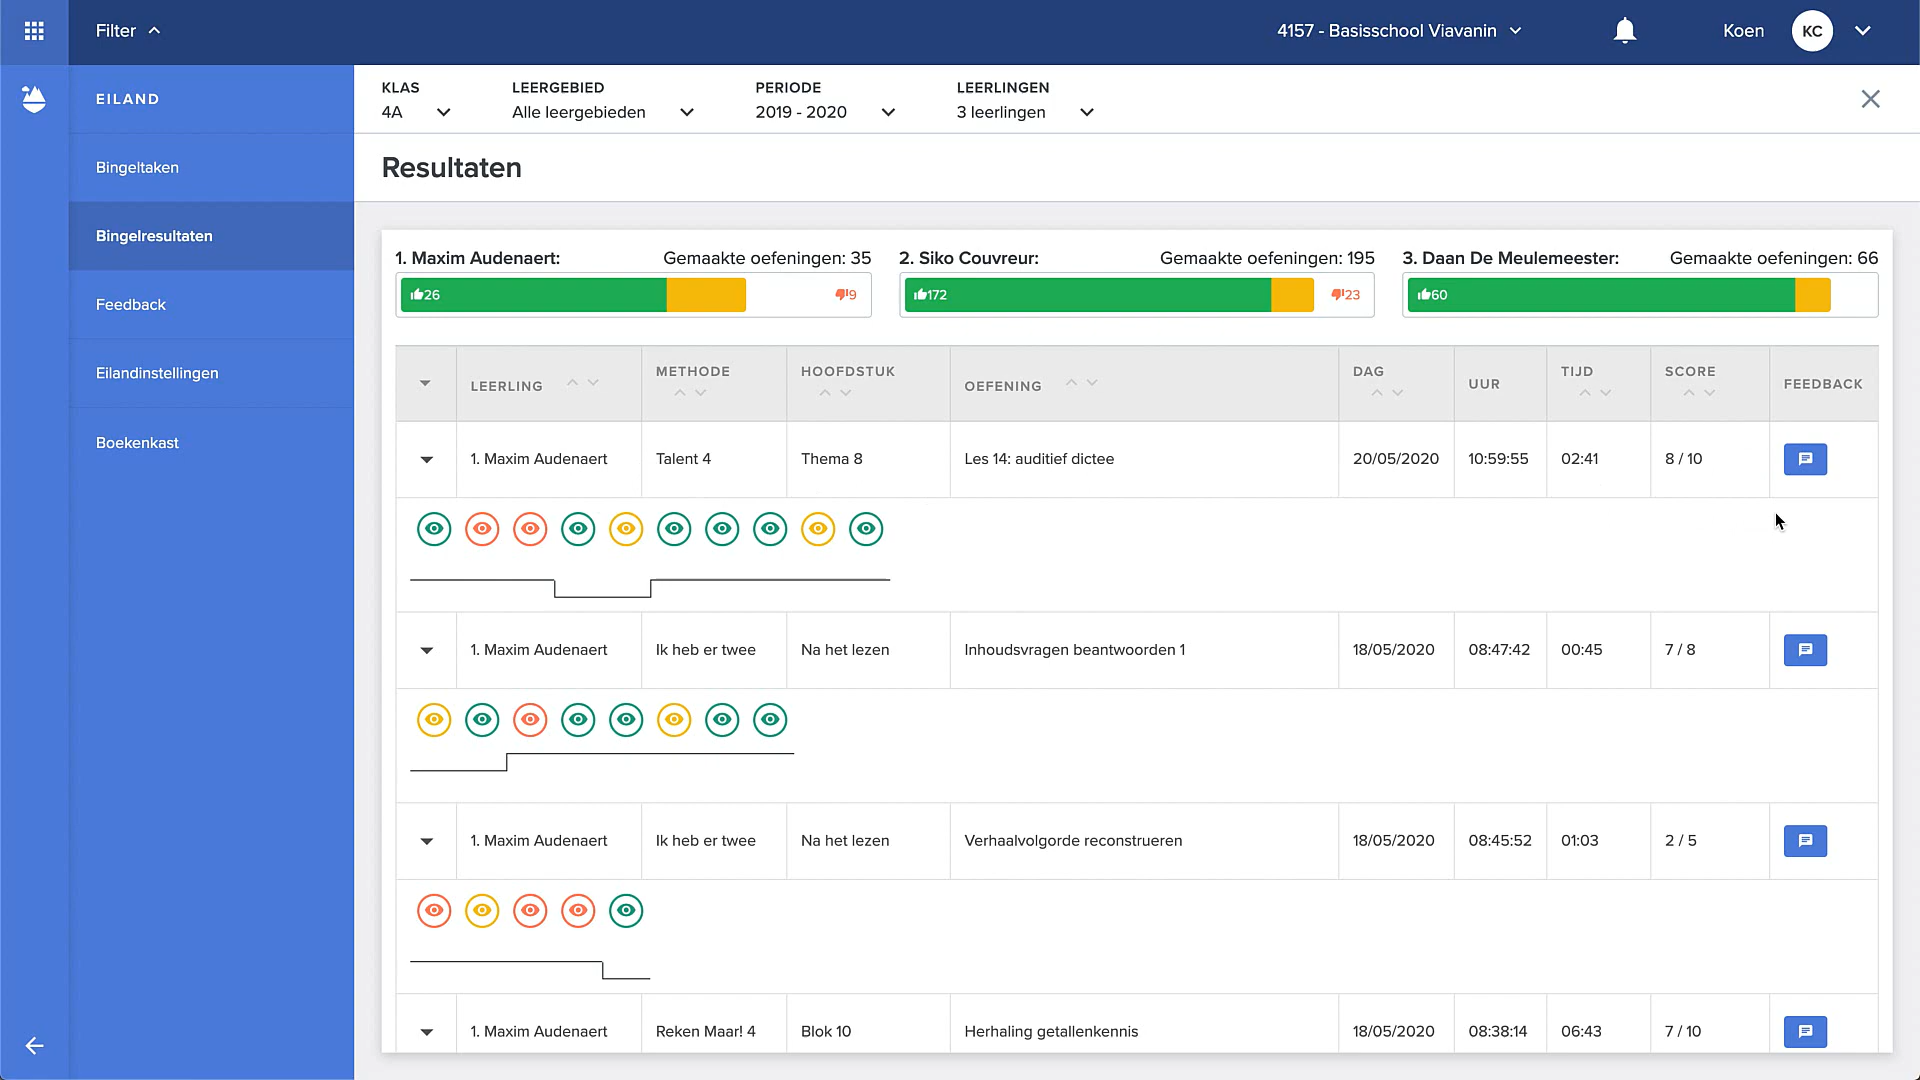 Filter
4157 - Basisschool Viavanin
Koen
KC
EILAND
Bingeltaken
Bingelresultaten
Feedback
Eilandinstellingen
Boekenkast
KLAS
4A
LEERGEBIED
Alle leergebieden
PERIODE
2019 - 2020
LEERLINGEN
3 leerlingen
Resultaten
1. Maxim Audenaert: Gemaakte oefeningen: 35
26 9
2. Siko Couvreur: Gemaakte oefeningen: 195
172 23
3. Daan De Meulemeester: Gemaakte oefeningen: 66
60
LEERLING METHODE HOOFDSTUK OEFENING DAG UUR TIJD SCORE FEEDBACK
1. Maxim Audenaert Talent 4 Thema 8 Les 14: auditief dictee 20/05/2020 10:59:55 02:41 8 / 10
1. Maxim Audenaert Ik heb er twee Na het lezen Inhoudsvragen beantwoorden 1 18/05/2020 08:47:42 00:45 7 / 8
1. Maxim Audenaert Ik heb er twee Na het lezen Verhaalvolgorde reconstrueren 18/05/2020 08:45:52 01:03 2 / 5
1. Maxim Audenaert Reken Maar! 4 Blok 10 Herhaling getallenkennis 18/05/2020 08:38:14 06:43 7 / 10